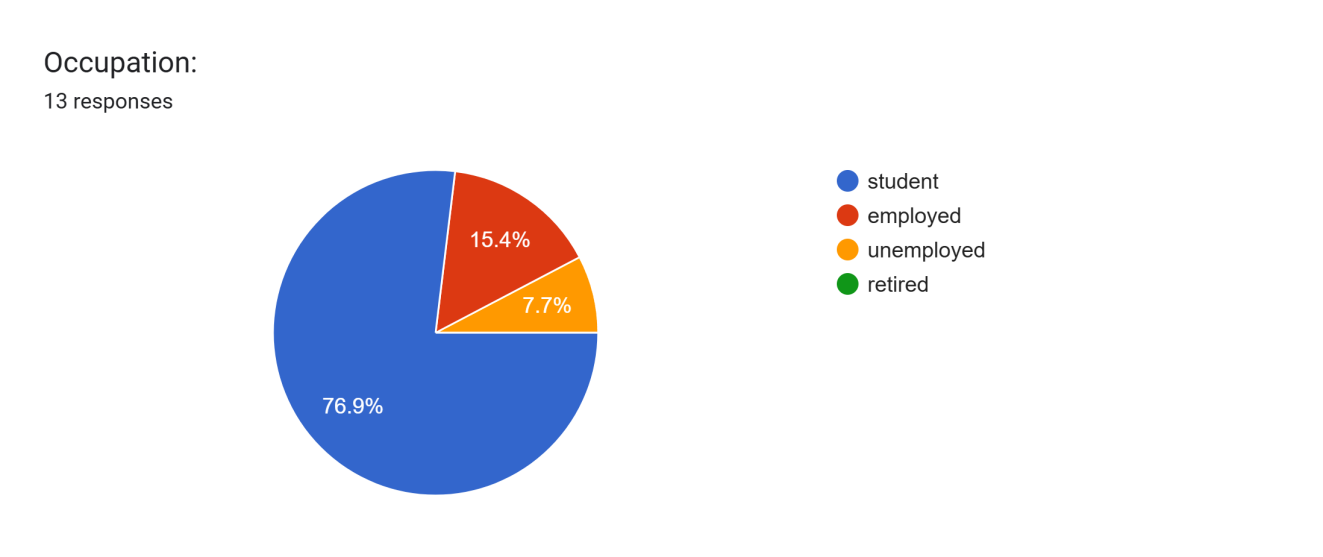 Occupation:
13 responses
15.4%
7.7%
76.9%
student
employed
unemployed
retired